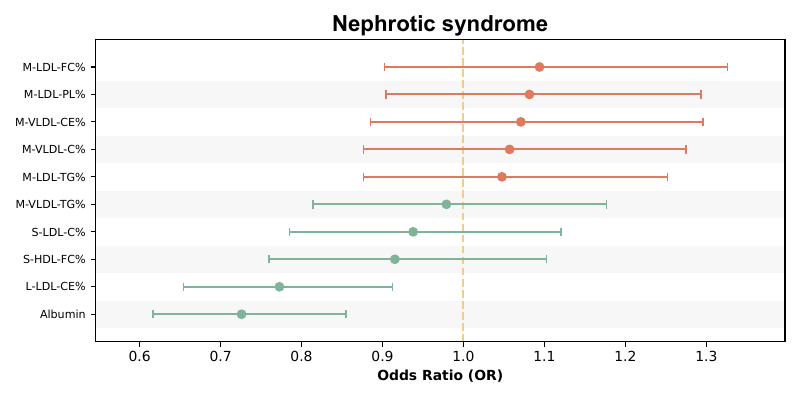 Nephrotic syndrome
M-LDL-FC%
M-LDL-PL%
M-VLDL-CE%
M-VLDL-C%
M-LDL-TG%
M-VLDL-TG%
S-LDL-C%
S-HDL-FC%
L-LDL-CE%
Albumin
0.6 0.7 0.8 0.9 1.0 1.1 1.2 1.3
Odds Ratio (OR)